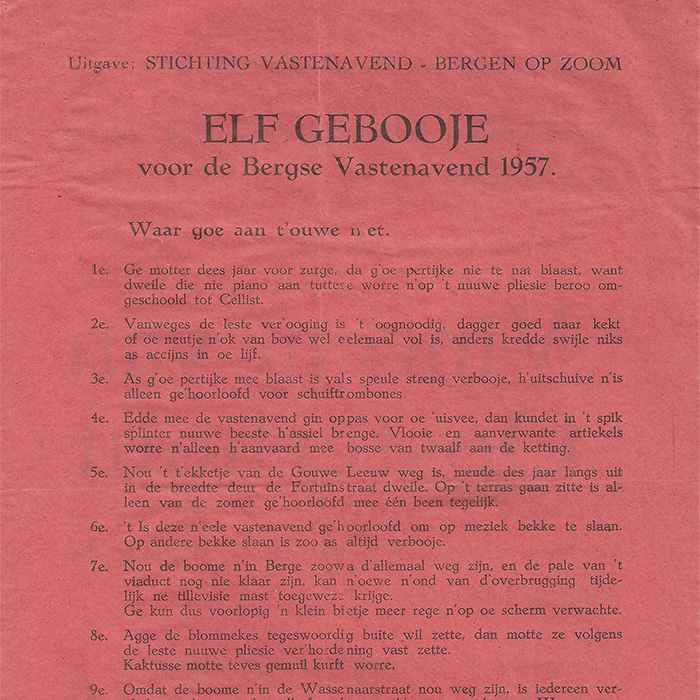 Uitgave: STICHTING VASTENAVEND - BERGEN OP ZOOM
ELF GEBOOJE
voor de Bergse Vastenavend 1957.
Waar goe aan t'ouwe n'et.
1e. Ge motter dees jaar voor zurge, da g'oe pertijke nie te nat blaast, want
dweile die nie piano aan tuttere worre n'op 't nuuwe pliesie beroo om-
geschoold tot Cellist.
2e. Vanweges de leste ver'ooging is 't 'oognoodig, dagger goed naar kekt
of oe neutje n'ok van bove wel eelemaal vol is, anders kredde swijle niks
as accijns in oe lijf.
3e. As g'oe pertijke mee blaast is vals speule streng verbooje, h'uitschuive n'is
alleen ge'hoorloofd voor schuiftrombones
4e. Edde mee de vastenavend gin oppas voor oe 'uisvee, dan kundet in 't spik
splinter nuuwe beeste h'assiel brenge. Vlooie en aanverwante artiekels
worre n'alleen h'aanvaard mee bosse van twaalf aan de ketting.
5e. Nou 't t'ekketje van de Gouwe Leeuw weg is, meude des jaar langs uit
in de breedte deur de Fortuinstraat dweile. Op 't terras gaan zitte is al-
leen van de zomer ge'hoorloofd mee één been tegelijk.
6e. 't Is deze n'eele vastenavend ge'hoorloofd om op meziek bekke te slaan.
Op andere bekke slaan is zoo as altijd verbooje.
7e. Nou de boome n'in Berge zoowa d'allemaal weg zijn, en de pale van 't
viaduct nog nie klaar zijn, kan n'oewe n'ond van d'overbrugging tijde-
lijk ne tillevisie mast toegewezc krijge.
Ge kun dus voorlopig 'n klein bietje meer rege n'op oe scherm verwachte.
8e. Agge de blommekes tegeswoordig buite wil zette, dan motte ze volgens
de leste nuuwe pliesie ver'hordening vast zette.
Kaktusse motte teves gemuil kurft worre.
9e. Omdat de boome n'in de Wassenaarstraat nou weg zijn, is iedereen ver-